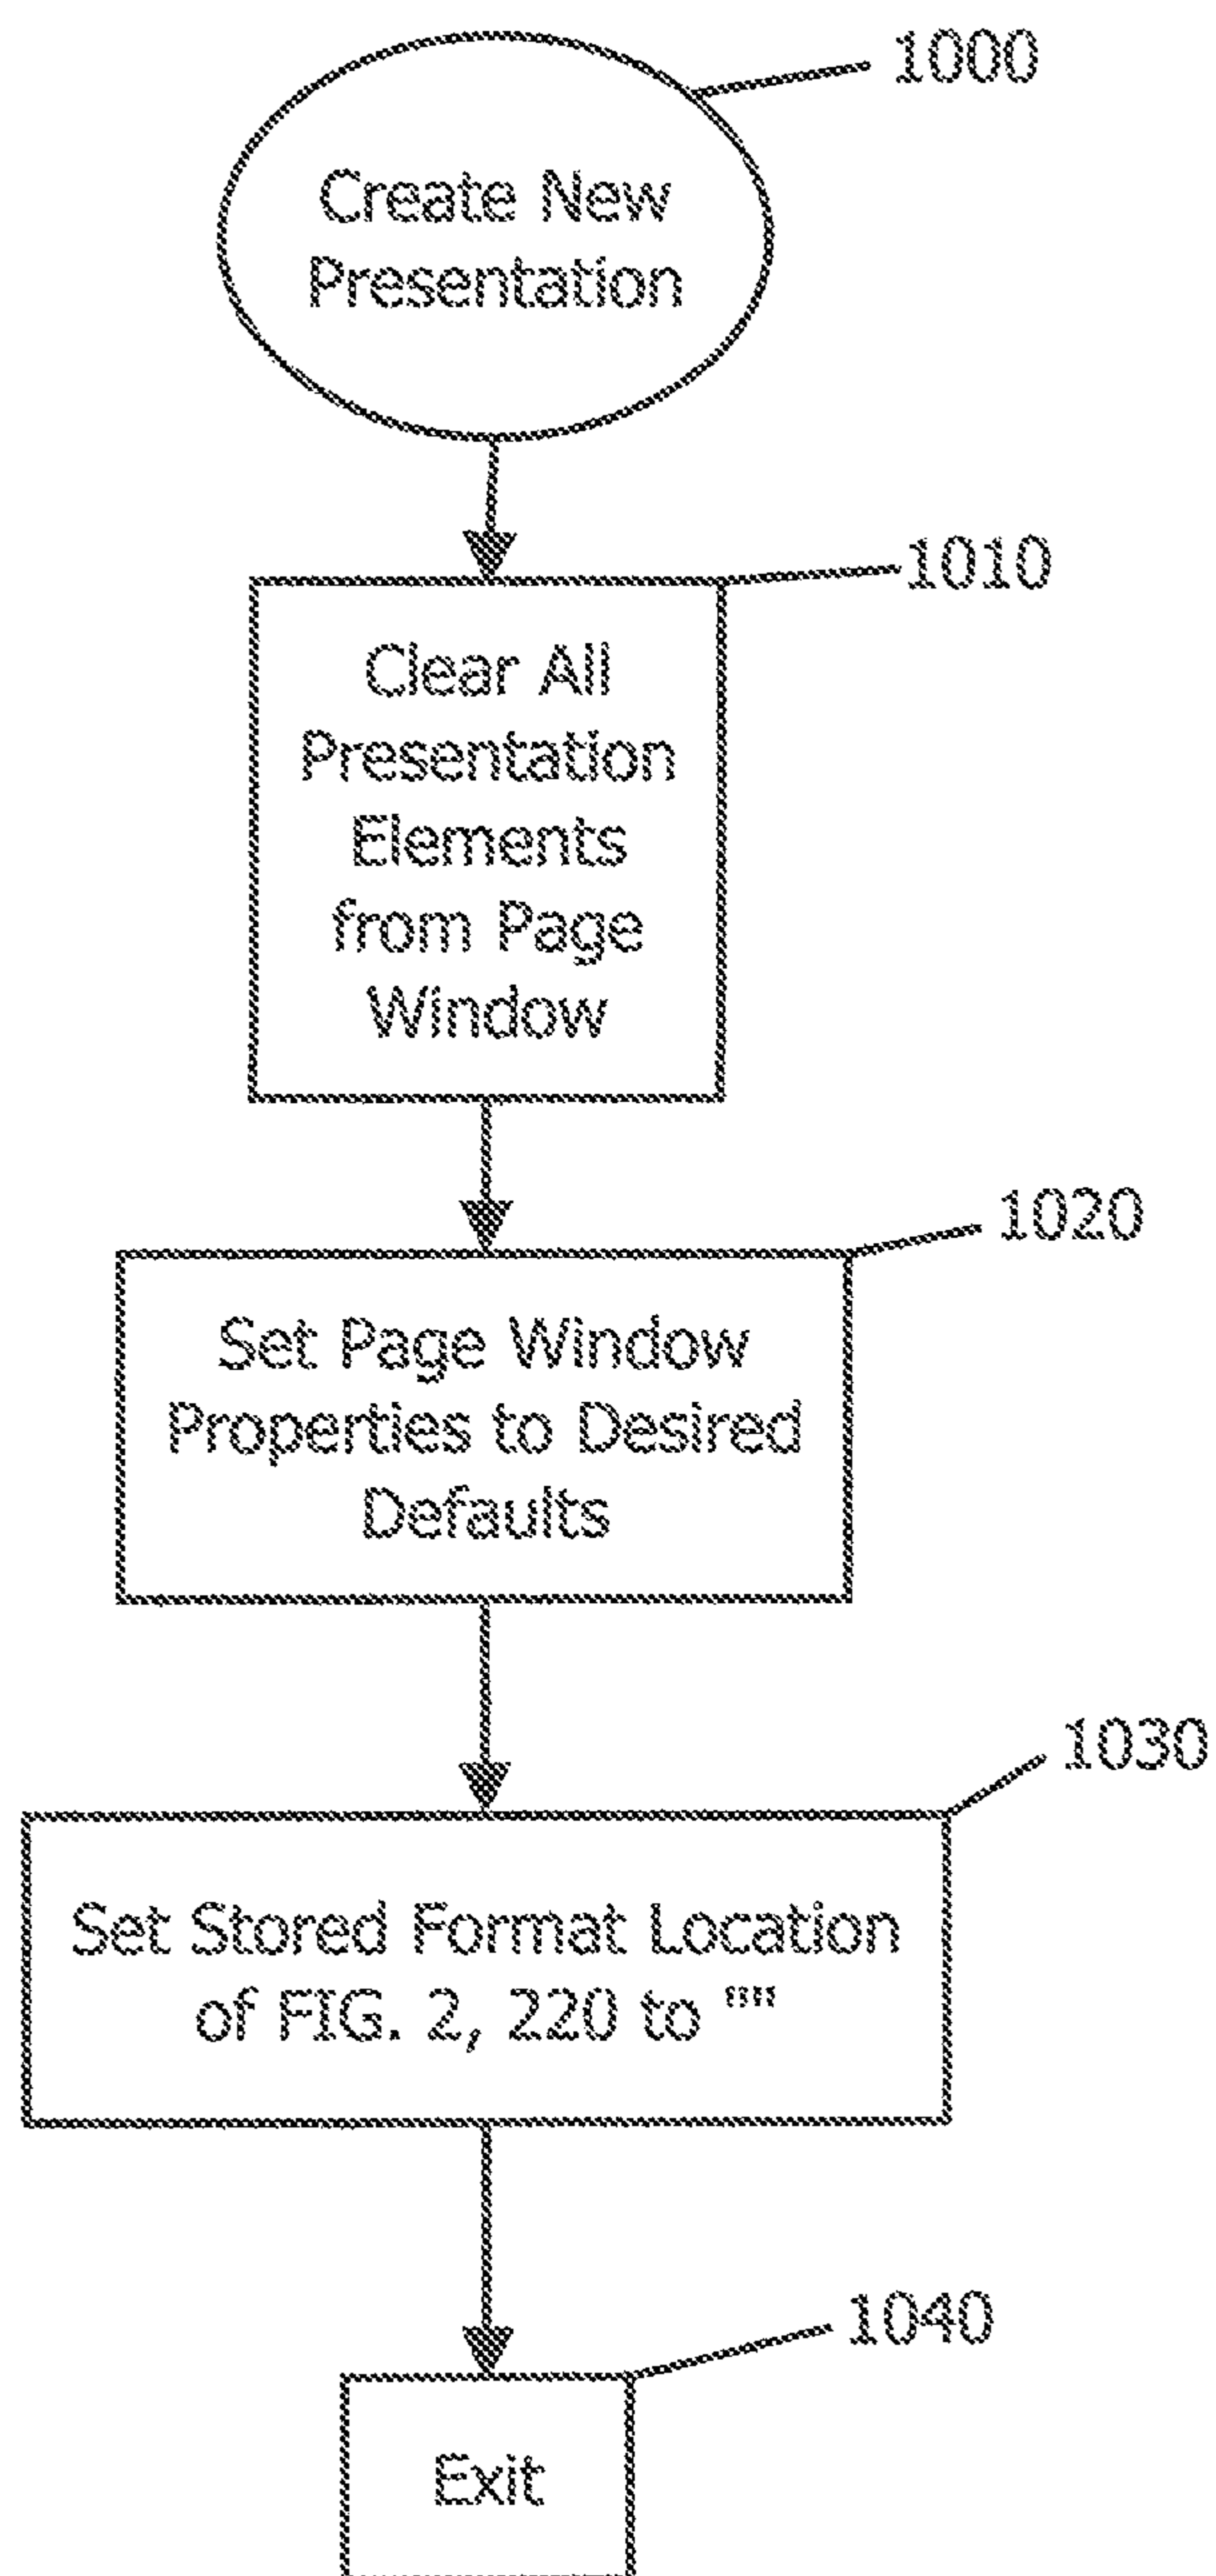 1000
Create New
Presentation
1010
Clear All
Presentation
Elements
from Page
Window
1020
Set Page Window
Properties to Desired
Defaults
1030
Set Stored Format Location
of FIG. 2, 220 to ""
1040
Exit